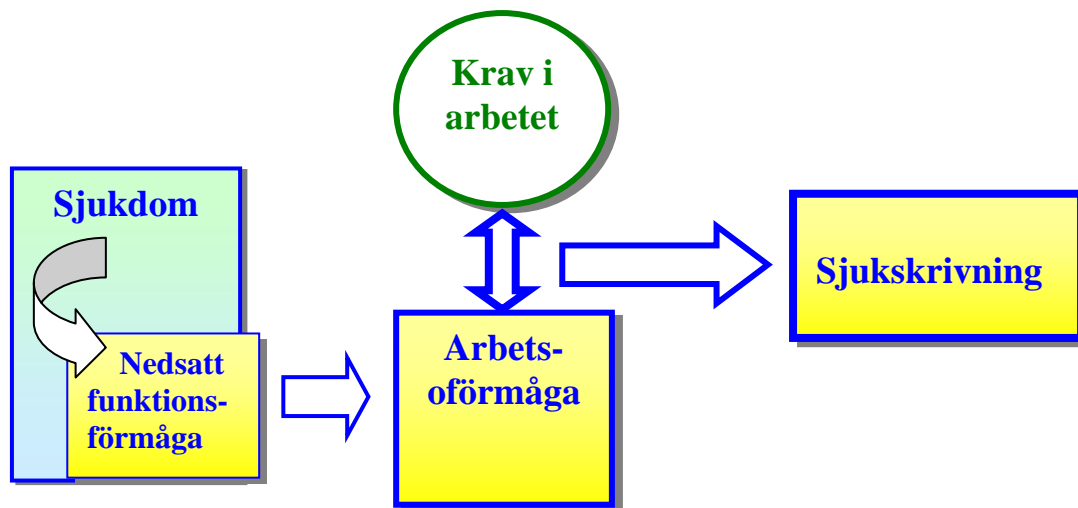 Krav i
arbetet
Sjukdom
Nedsatt
funktions-
förmåga
Arbets-
oförmåga
Sjukskrivning